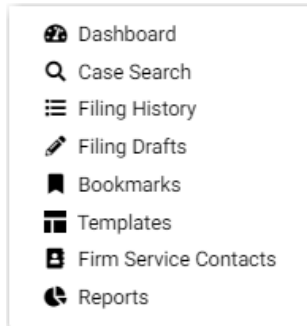 Dashboard
Case Search
Filing History
Filing Drafts
Bookmarks
Templates
Firm Service Contacts
Reports